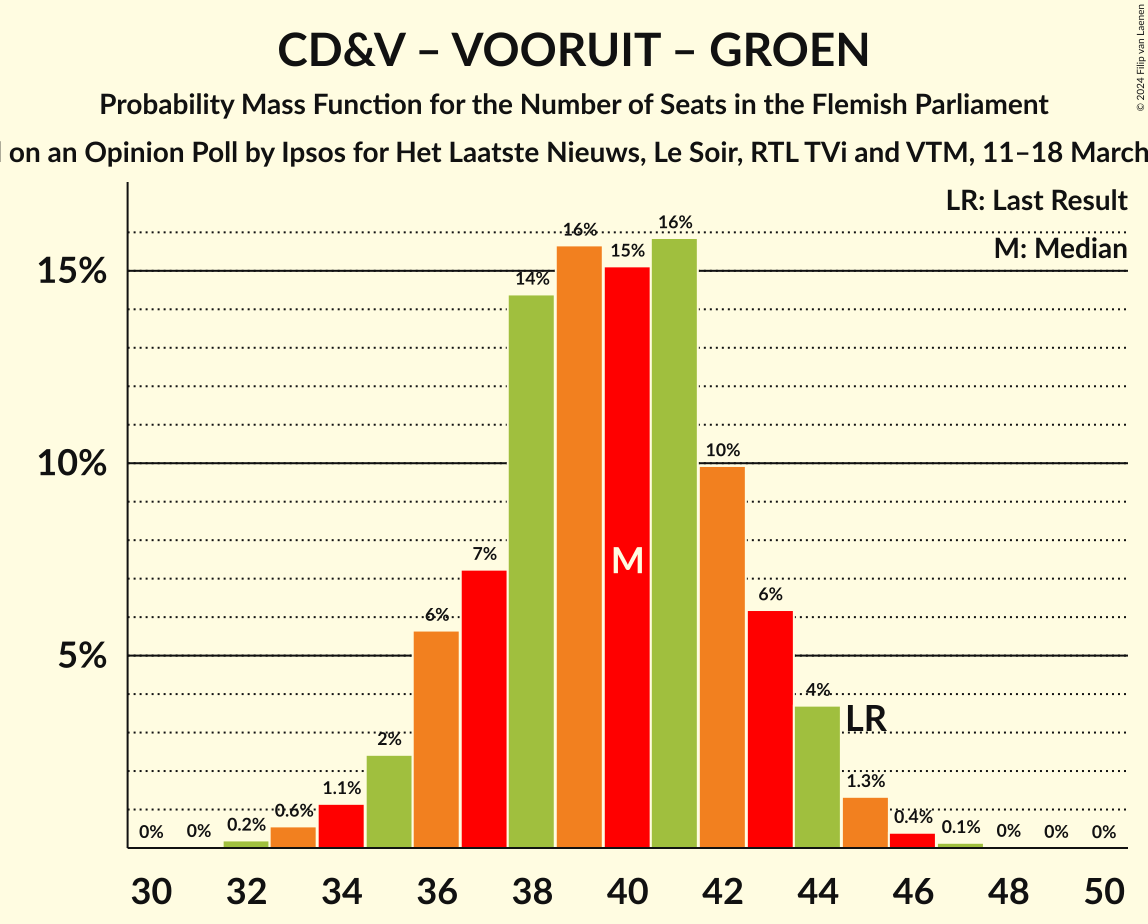 © 2024 Filip van Laenen
CD&V – VOORUIT – GROEN
Probability Mass Function for the Number of Seats in the Flemish Parliament
on an Opinion Poll by Ipsos for Het Laatste Nieuws, Le Soir, RTL TVi and VTM, 11–18 March
LR: Last Result
M: Median
16%
16%
15%
15%
14%
10%
10%
M
7%
6%
6%
5%
4%
LR
2%
1.1%
1.3%
0.6%
0.4%
0.2%
0.1%
0%
0%
0%
0%
0%
30 32 34 36 38 40 42 44 46 48 50